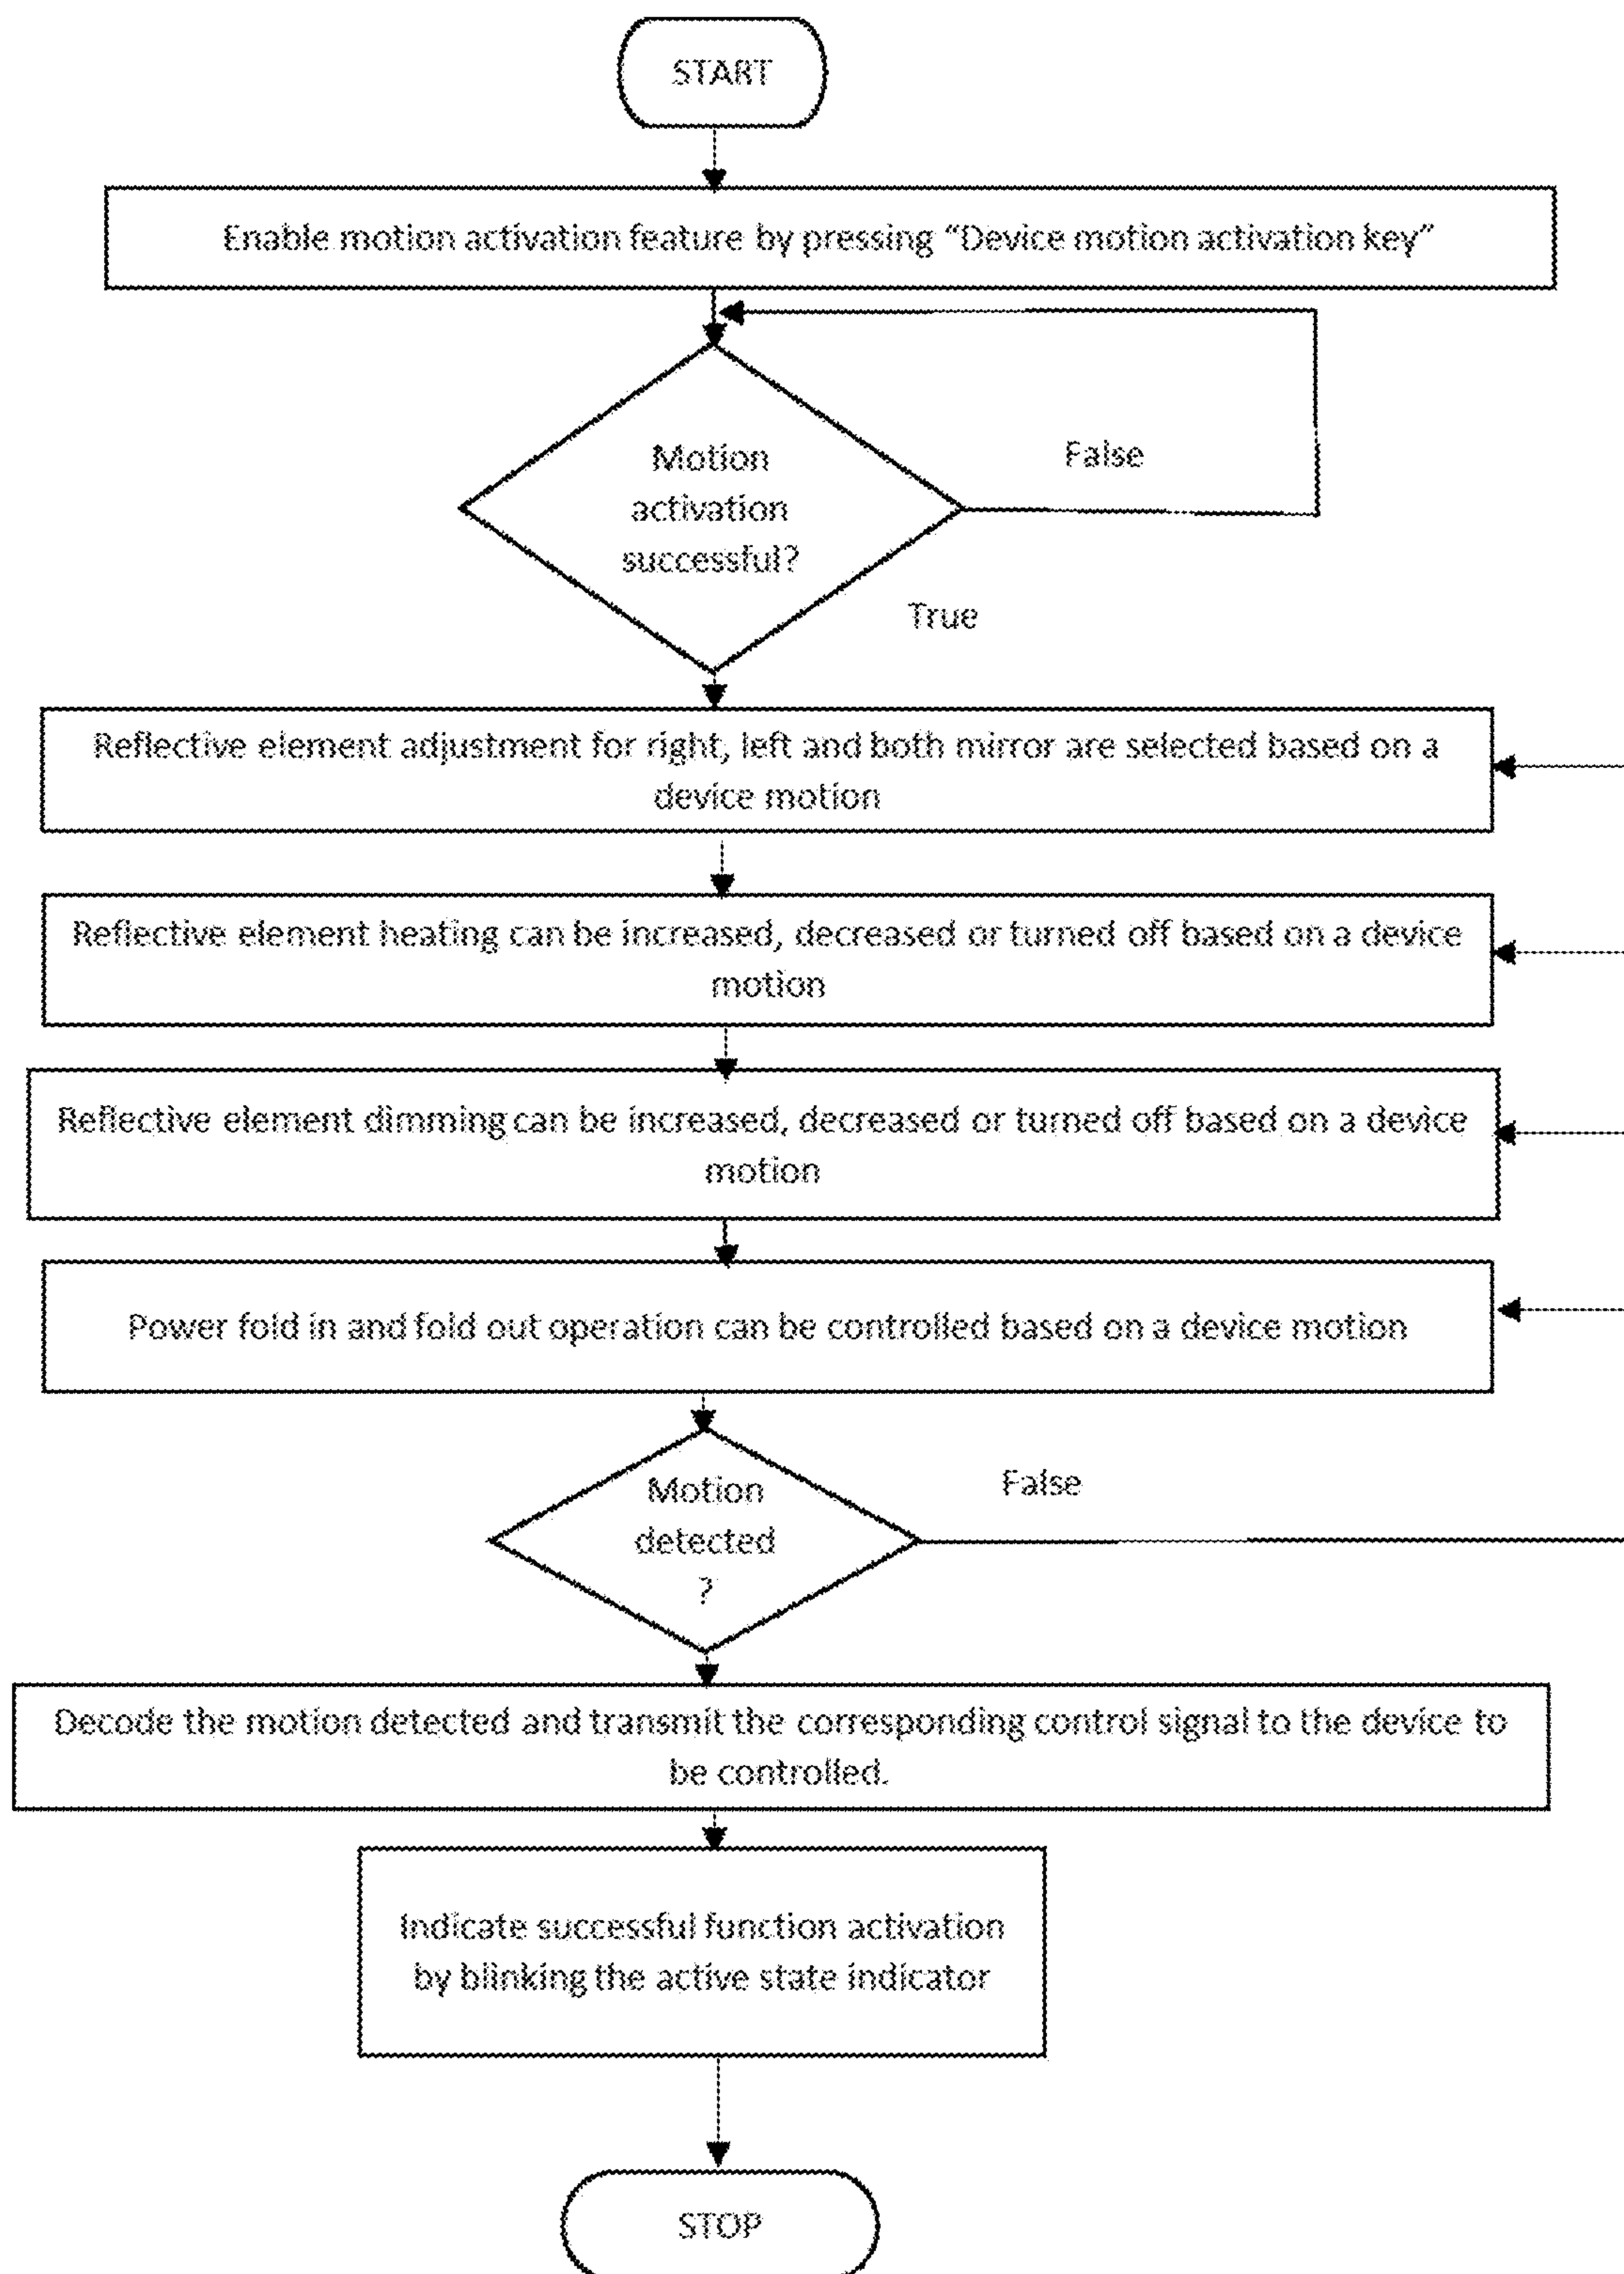 START
Enable motion activation feature by pressing “Device motion activation key”
Motion
activation
successful?
False
True
Reflective element adjustment for right, left and both mirror are selected based on a
device motion
Reflective element heating can be increased, decreased or turned off based on a device
motion
Reflective element dimming can be increased, decreased or turned off based on a device
motion
Power fold in and fold out operation can be controlled based on a device motion
Motion
detected
?
False
Decode the motion detected and transmit the corresponding control signal to the device to
be controlled.
Indicate successful function activation
by blinking the active state indicator
STOP